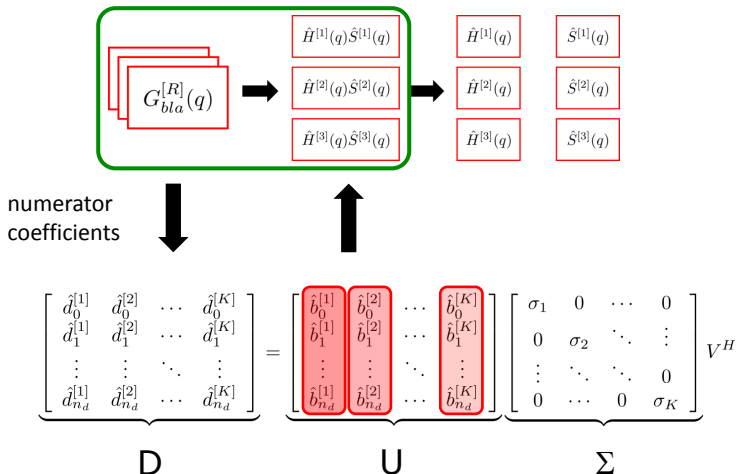 G_{bla}^{[R]}(q)
Ĥ^{[1]}(q)Ŝ^{[1]}(q) Ĥ^{[1]}(q) Ŝ^{[1]}(q)
Ĥ^{[2]}(q)Ŝ^{[2]}(q) Ĥ^{[2]}(q) Ŝ^{[2]}(q)
Ĥ^{[3]}(q)Ŝ^{[3]}(q) Ĥ^{[3]}(q) Ŝ^{[3]}(q)
numerator
coefficients
[ d̂_0^{[1]} d̂_0^{[2]} ⋯ d̂_0^{[K]}
d̂_1^{[1]} d̂_1^{[2]} ⋯ d̂_1^{[K]}
⋮ ⋮ ⋱ ⋮
d̂_{n_d}^{[1]} d̂_{n_d}^{[2]} ⋯ d̂_{n_d}^{[K]} ]
=
[ b̂_0^{[1]} b̂_0^{[2]} ⋯ b̂_0^{[K]}
b̂_1^{[1]} b̂_1^{[2]} ⋯ b̂_1^{[K]}
⋮ ⋮ ⋱ ⋮
b̂_{n_d}^{[1]} b̂_{n_d}^{[2]} ⋯ b̂_{n_d}^{[K]} ]
[ σ_1 0 ⋯ 0
0 σ_2 ⋱ ⋮
⋮ ⋱ ⋱ 0
0 ⋯ 0 σ_K ]
V^H
D U Σ